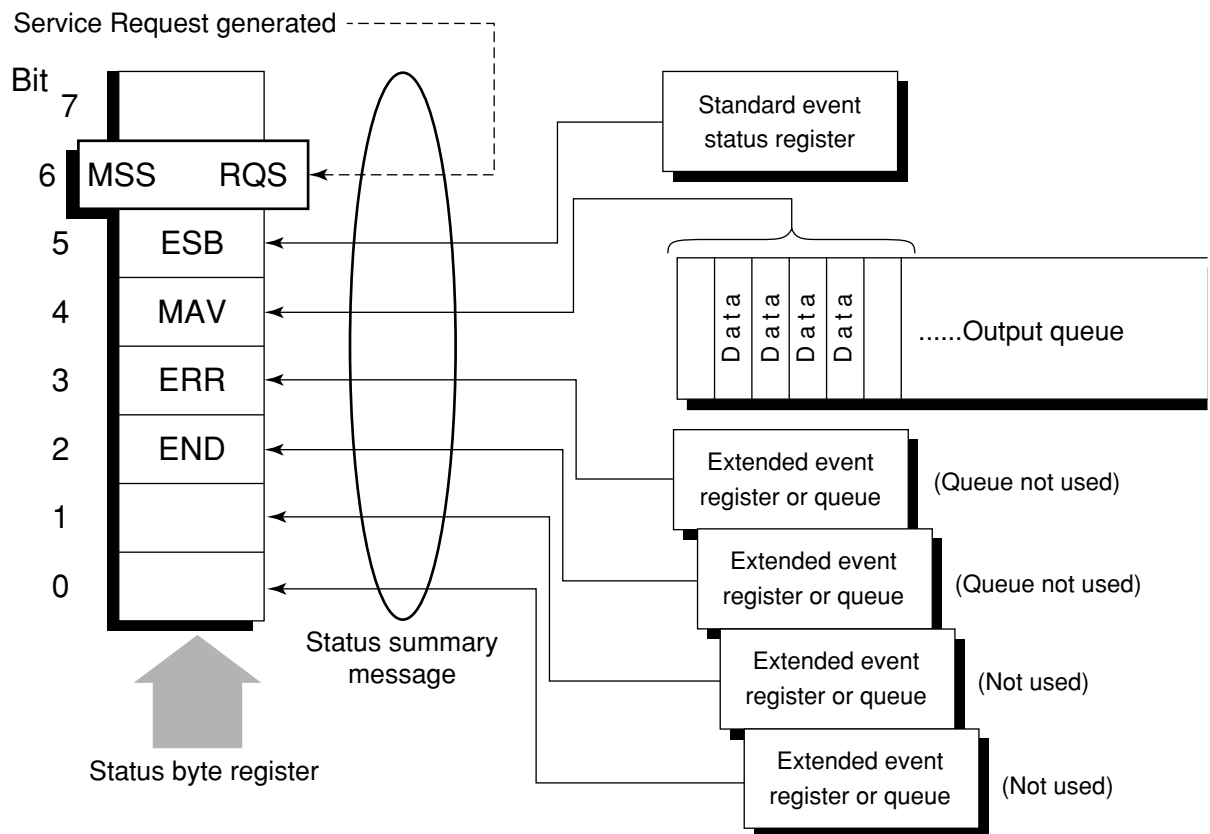 Service Request generated
Bit
7
6 MSS RQS
5 ESB
4 MAV
3 ERR
2 END
1
0
Status summary
message
Status byte register
Standard event
status register
Data Data Data Data ......Output queue
Extended event
register or queue
(Queue not used)
Extended event
register or queue
(Queue not used)
Extended event
register or queue
(Not used)
Extended event
register or queue
(Not used)